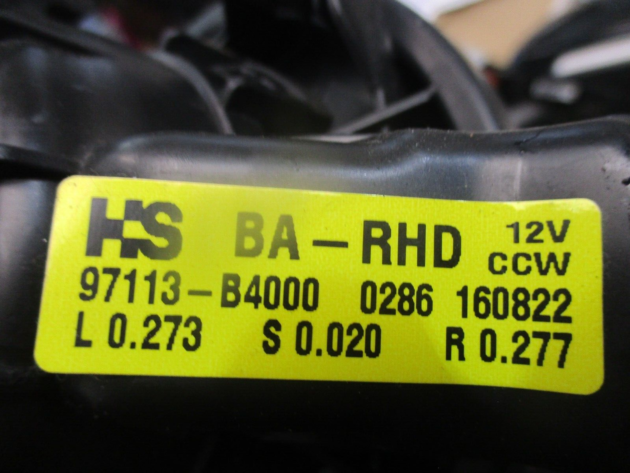 HS BA-RHD 12V CCW
97113-B4000 0286 160822
L 0.273 S 0.020 R 0.277